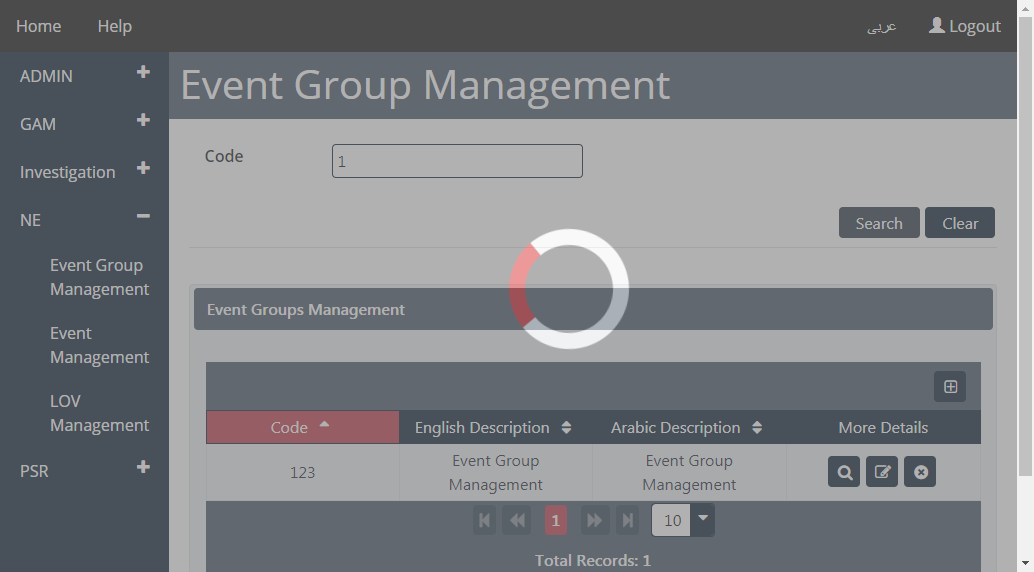 Home Help عربى Logout
ADMIN
GAM
Investigation
NE
Event Group
Management
Event
Management
LOV
Management
PSR
Event Group Management
Code 1
Search Clear
Event Groups Management
Code English Description Arabic Description More Details
123 Event Group Management Event Group Management
1 10
Total Records: 1